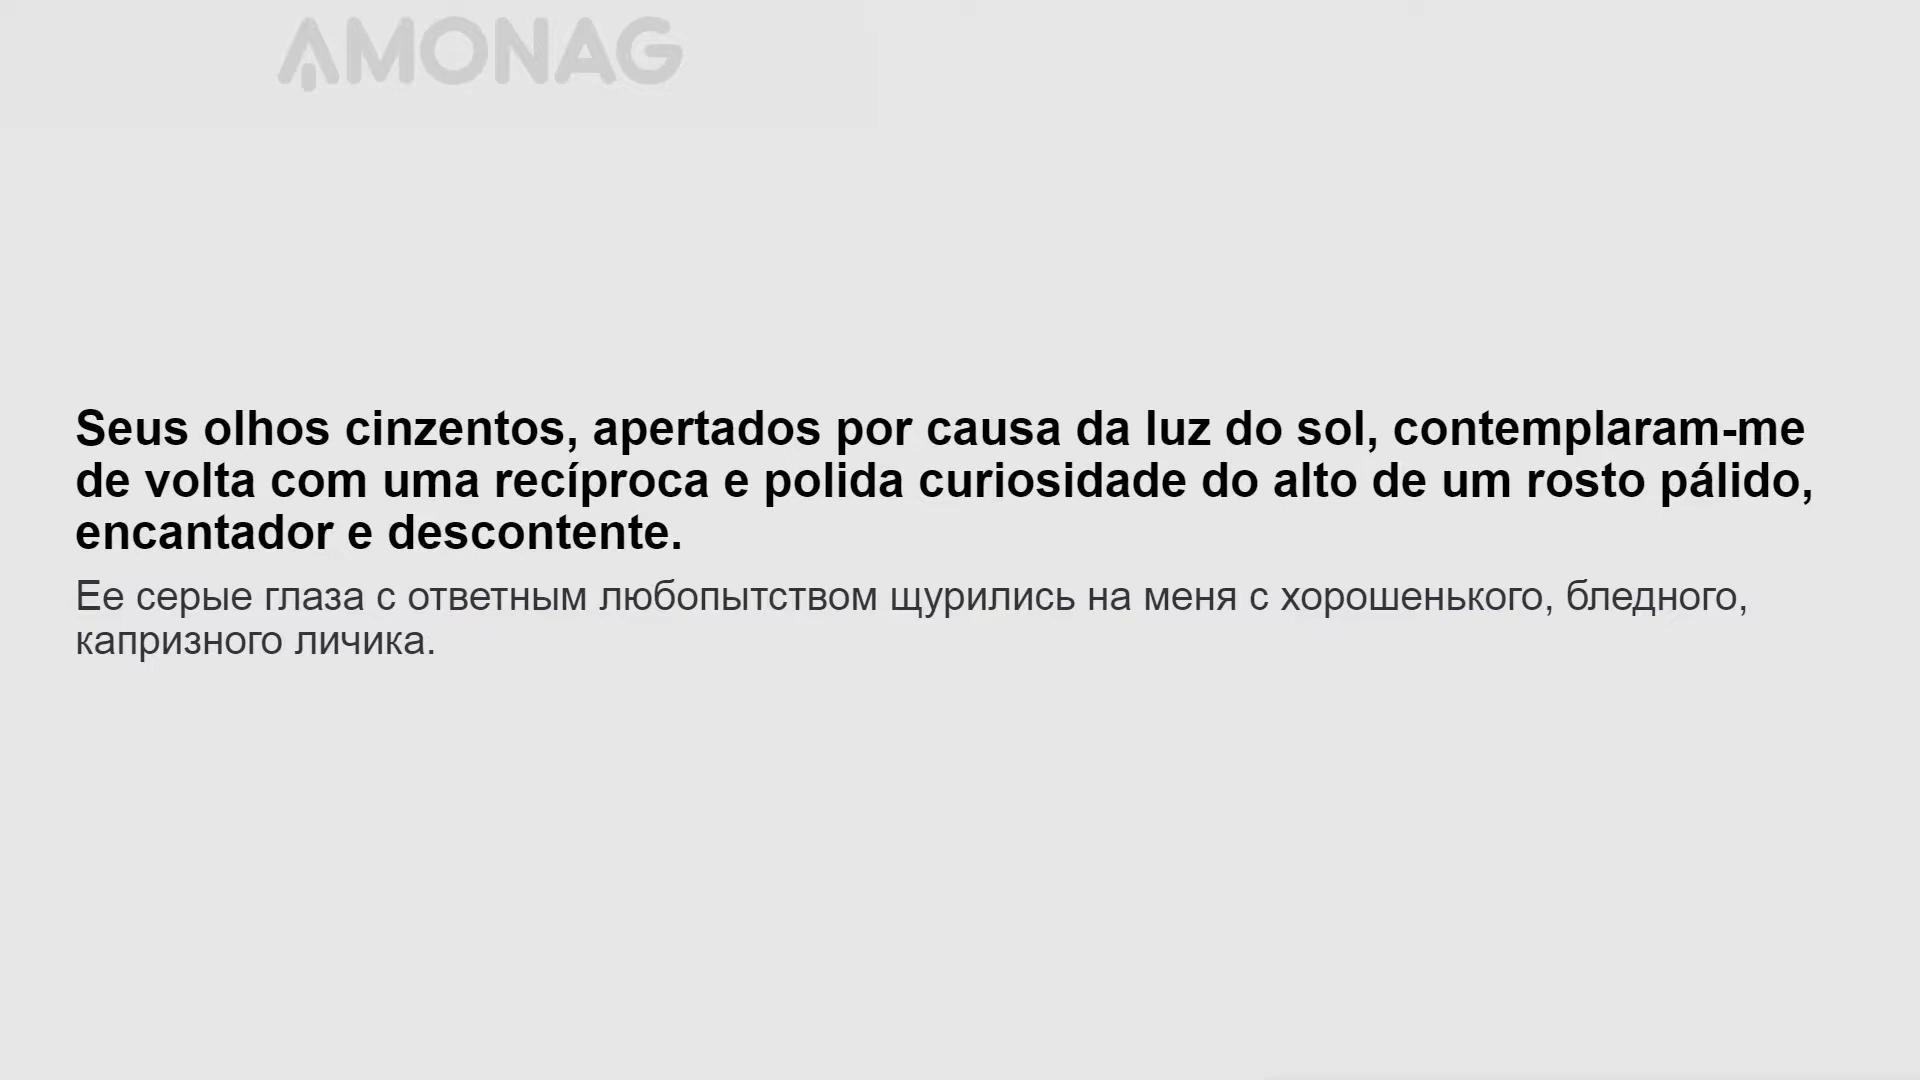 AMONAG
Seus olhos cinzentos, apertados por causa da luz do sol, contemplaram-me
de volta com uma recíproca e polida curiosidade do alto de um rosto pálido,
encantador e descontente.
Ее серые глаза с ответным любопытством щурились на меня с хорошенького, бледного,
капризного личика.